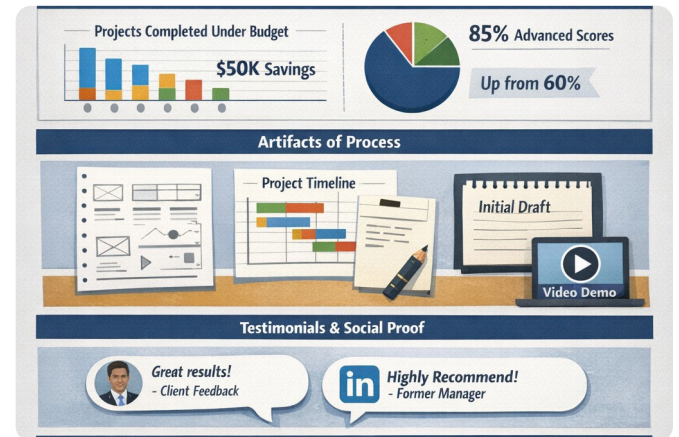 Projects Completed Under Budget
$50K Savings
85% Advanced Scores
Up from 60%
Artifacts of Process
Project Timeline
Initial Draft
Video Demo
Testimonials & Social Proof
Great results!
- Client Feedback
in
Highly Recommend!
- Former Manager